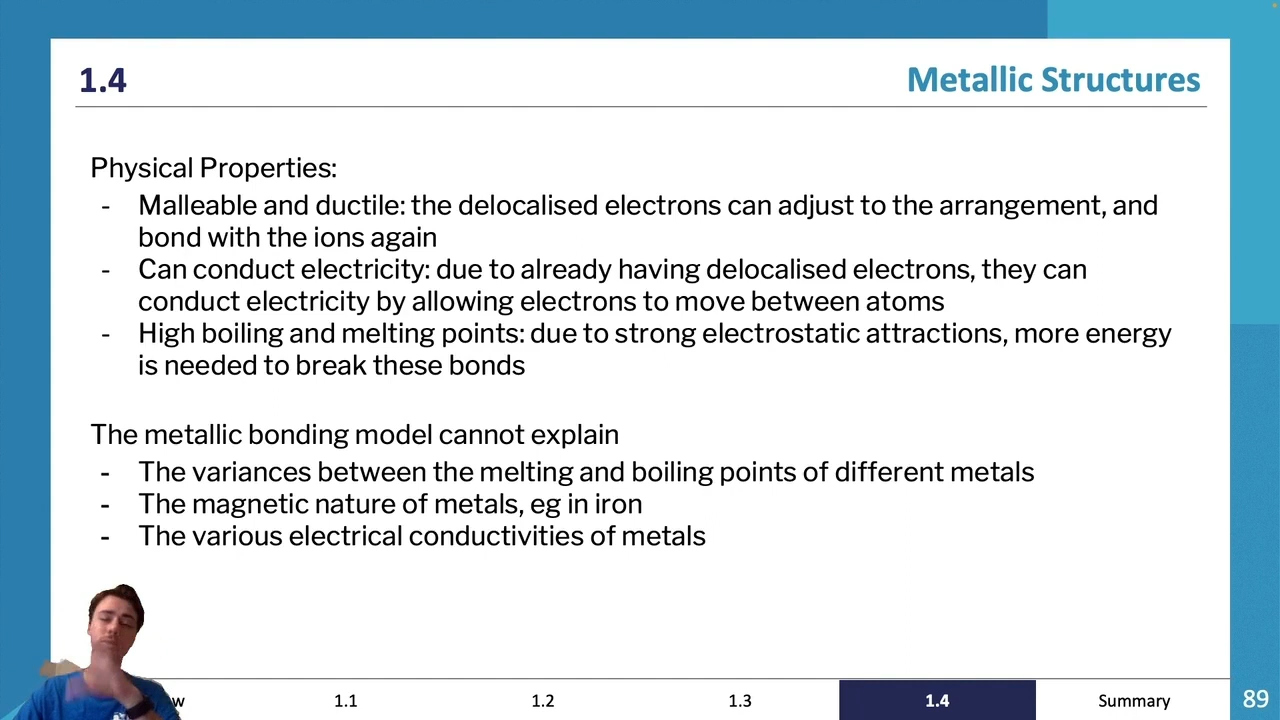 1.4
Metallic Structures
Physical Properties:
- Malleable and ductile: the delocalised electrons can adjust to the arrangement, and
bond with the ions again
- Can conduct electricity: due to already having delocalised electrons, they can
conduct electricity by allowing electrons to move between atoms
- High boiling and melting points: due to strong electrostatic attractions, more energy
is needed to break these bonds
The metallic bonding model cannot explain
- The variances between the melting and boiling points of different metals
- The magnetic nature of metals, eg in iron
- The various electrical conductivities of metals
1.1 1.2 1.3 1.4 Summary 89